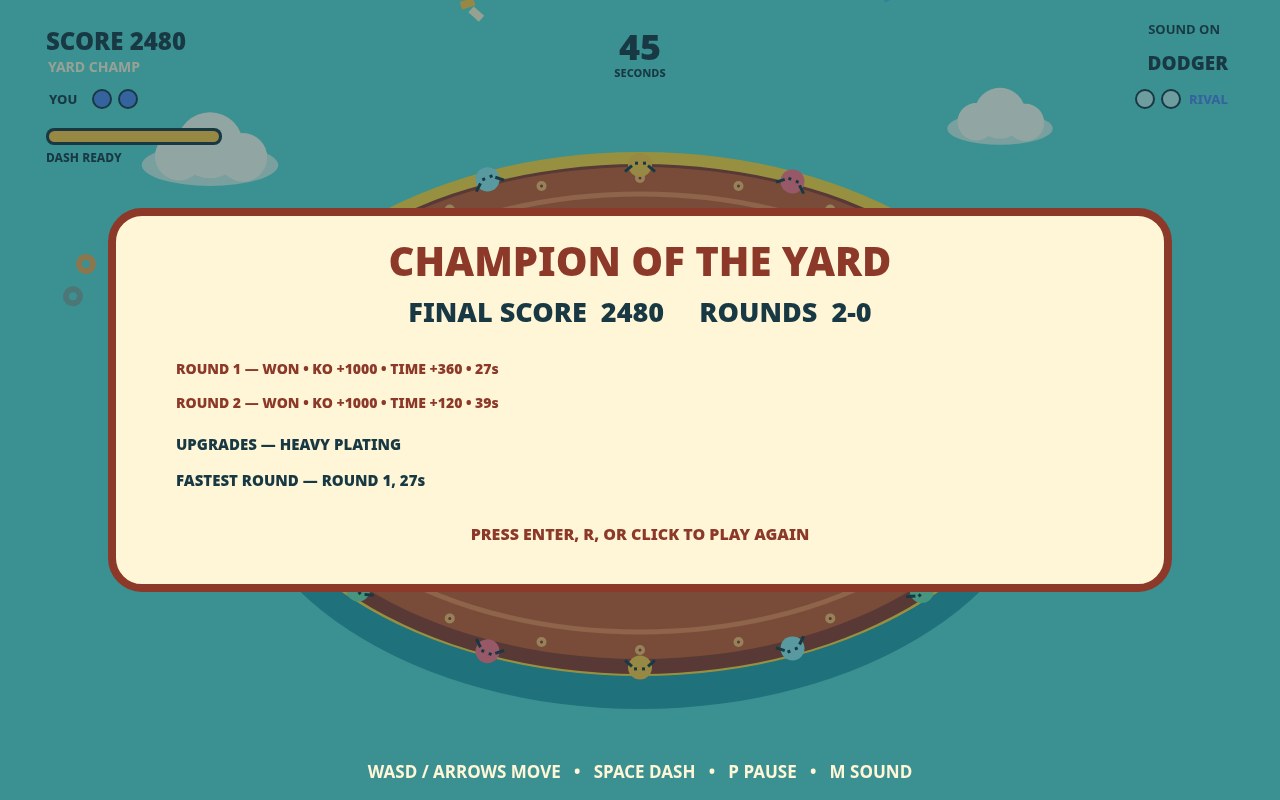 SCORE 2480
YARD CHAMP
YOU
DASH READY
45
SECONDS
SOUND ON
DODGER
RIVAL
CHAMPION OF THE YARD
FINAL SCORE 2480 ROUNDS 2-0
ROUND 1 — WON • KO +1000 • TIME +360 • 27s
ROUND 2 — WON • KO +1000 • TIME +120 • 39s
UPGRADES — HEAVY PLATING
FASTEST ROUND — ROUND 1, 27s
PRESS ENTER, R, OR CLICK TO PLAY AGAIN
WASD / ARROWS MOVE • SPACE DASH • P PAUSE • M SOUND